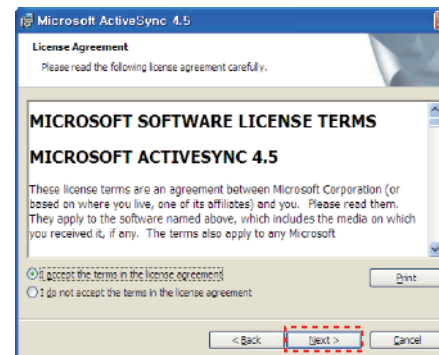 Microsoft ActiveSync 4.5
License Agreement
Please read the following license agreement carefully.
MICROSOFT SOFTWARE LICENSE TERMS
MICROSOFT ACTIVESYNC 4.5
These license terms are an agreement between Microsoft Corporation (or
based on where you live, one of its affiliates) and you. Please read them.
They apply to the software named above, which includes the media on which
you received it, if any. The terms also apply to any Microsoft
I accept the terms in the license agreement
I do not accept the terms in the license agreement
Print
< Back
Next >
Cancel